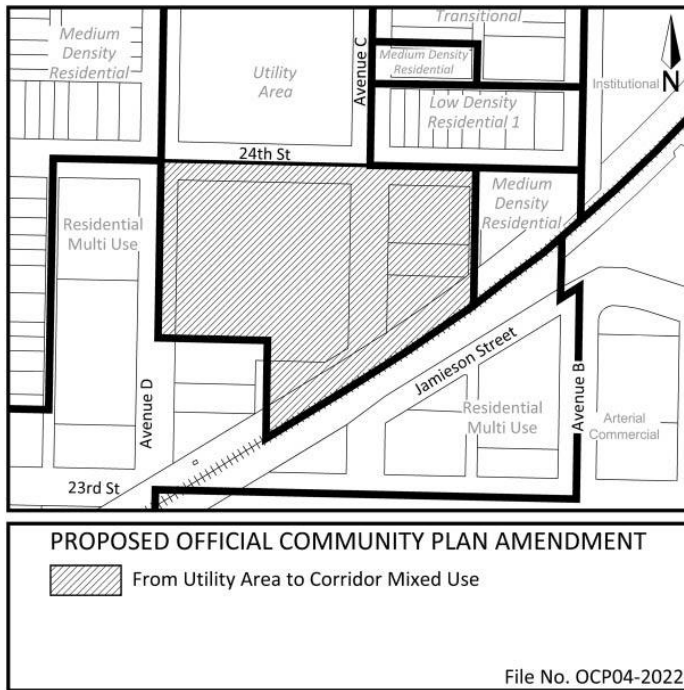 Transitional
Medium
Density
Residential
Avenue C
Medium Density
Residential
Utility
Area
Institutional
N
Low Density
Residential 1
24th St
Medium
Density
Residential
Residential
Multi Use
Jamieson Street
Avenue D
Residential
Multi Use
Avenue B
Arterial
Commercial
23rd St
PROPOSED OFFICIAL COMMUNITY PLAN AMENDMENT
From Utility Area to Corridor Mixed Use
File No. OCP04-2022